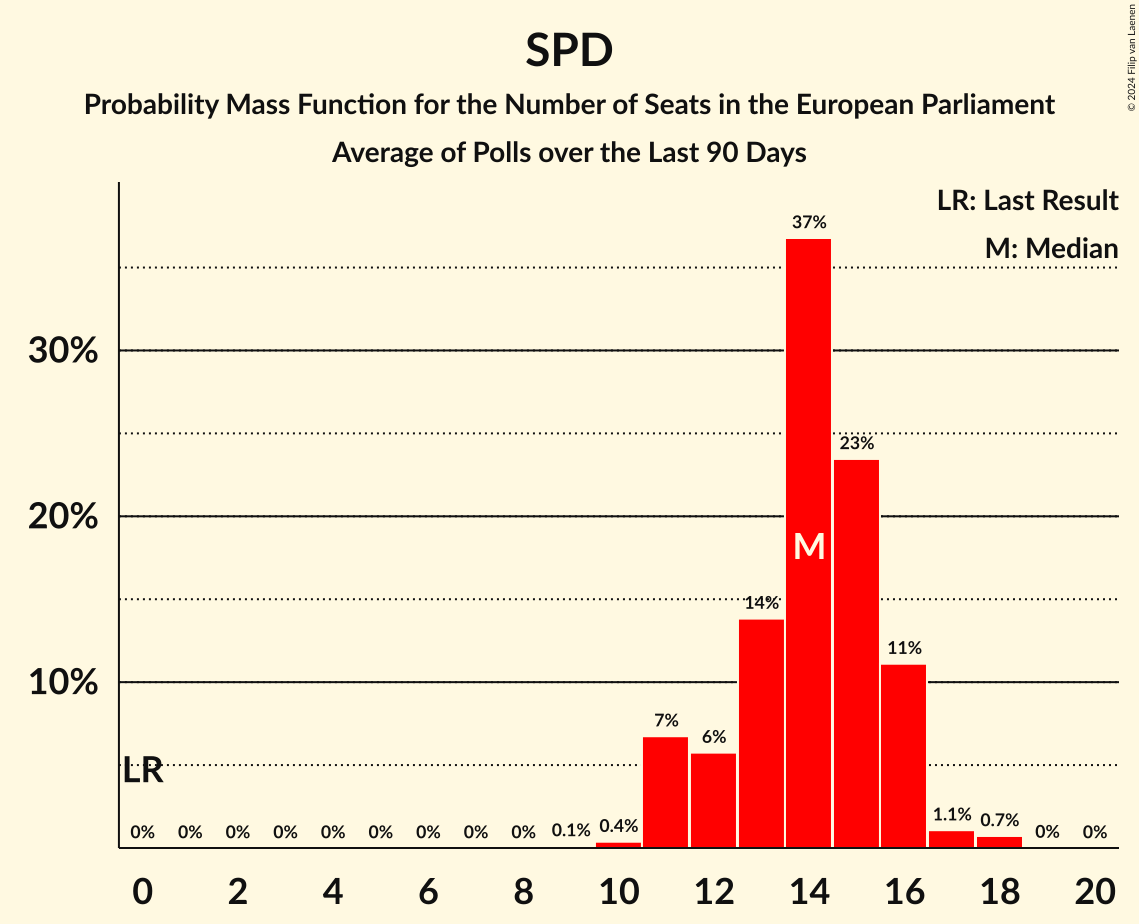 SPD
Probability Mass Function for the Number of Seats in the European Parliament
Average of Polls over the Last 90 Days
© 2024 Filip van Laenen
LR: Last Result
M: Median
37%
30%
23%
20%
M
14%
11%
10%
7%
6%
LR
0% 0% 0% 0% 0% 0% 0% 0% 0% 0.1% 0.4% 1.1% 0.7% 0% 0%
0 2 4 6 8 10 12 14 16 18 20